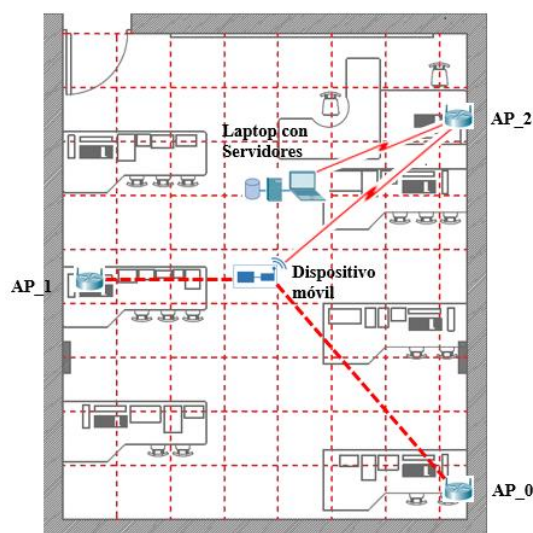 AP_2
Laptop con
Servidores
Dispositivo
móvil
AP_1
AP_0